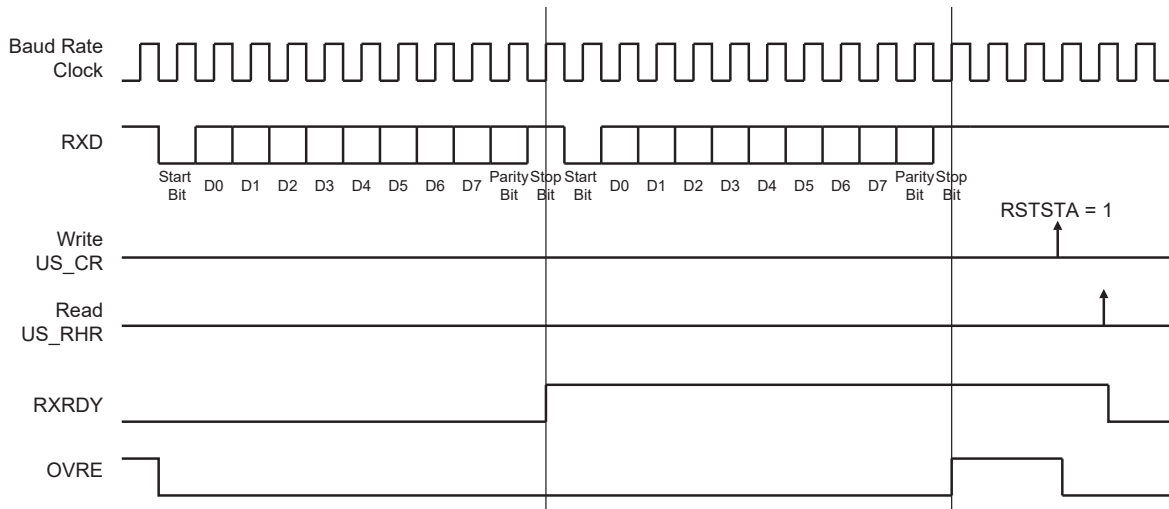 Baud Rate
Clock
RXD
Start
Bit
D0
D1
D2
D3
D4
D5
D6
D7
Parity
Bit
Stop
Bit
Start
Bit
D0
D1
D2
D3
D4
D5
D6
D7
Parity
Bit
Stop
Bit
RSTSTA = 1
Write
US_CR
Read
US_RHR
RXRDY
OVRE